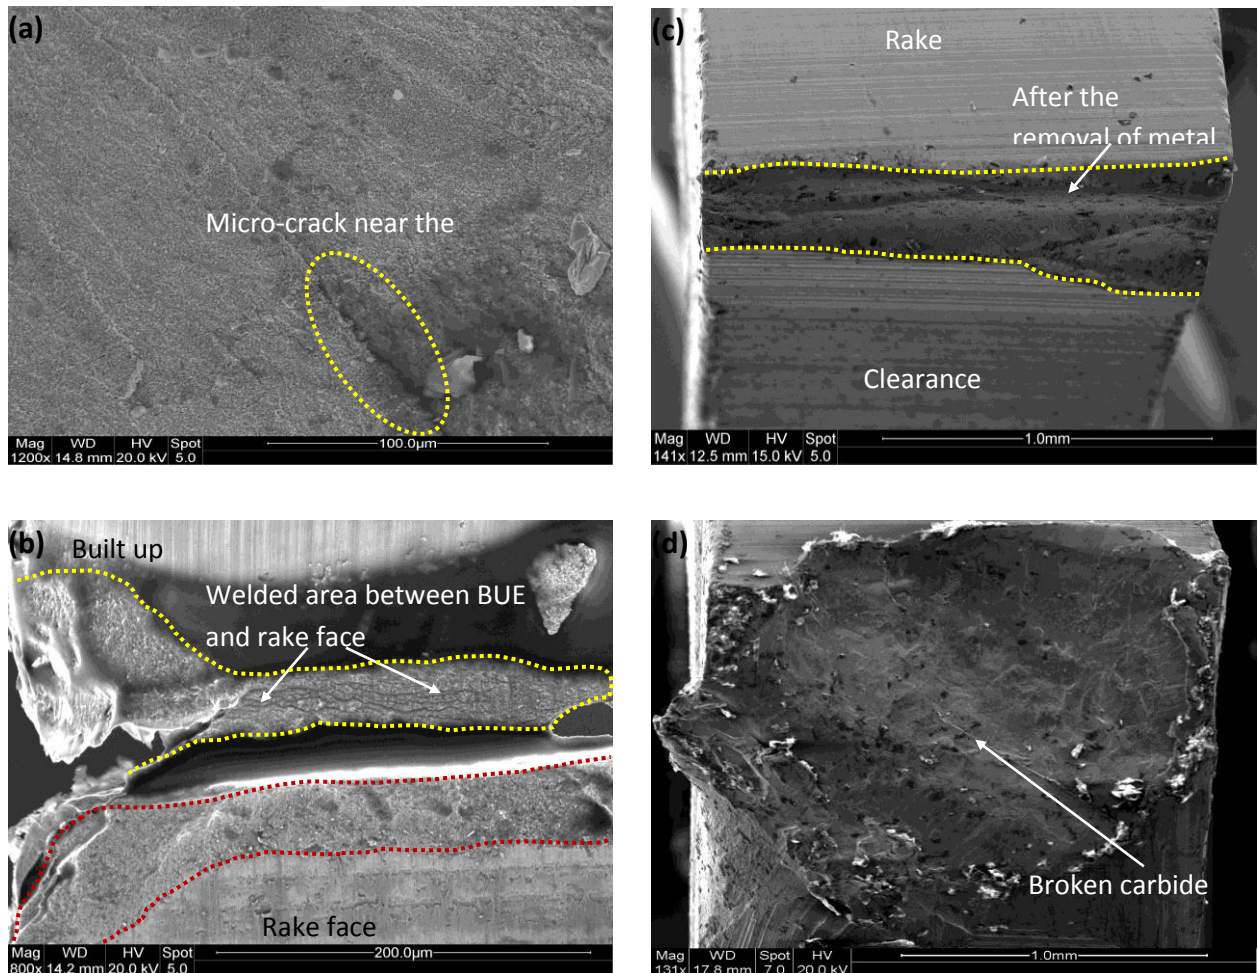 (a)
Micro-crack near the
Mag WD HV Spot
1200x 14.8 mm 20.0 kV 5.0
100.0µm
(c)
Rake
After the
removal of metal
Clearance
Mag WD HV Spot
141x 12.5 mm 15.0 kV 5.0
1.0mm
(b)
Built up
Welded area between BUE
and rake face
Rake face
Mag WD HV Spot
800x 14.2 mm 20.0 kV 5.0
200.0µm
(d)
Broken carbide
Mag WD Spot HV
131x 17.8 mm 7.0 20.0 kV
1.0mm